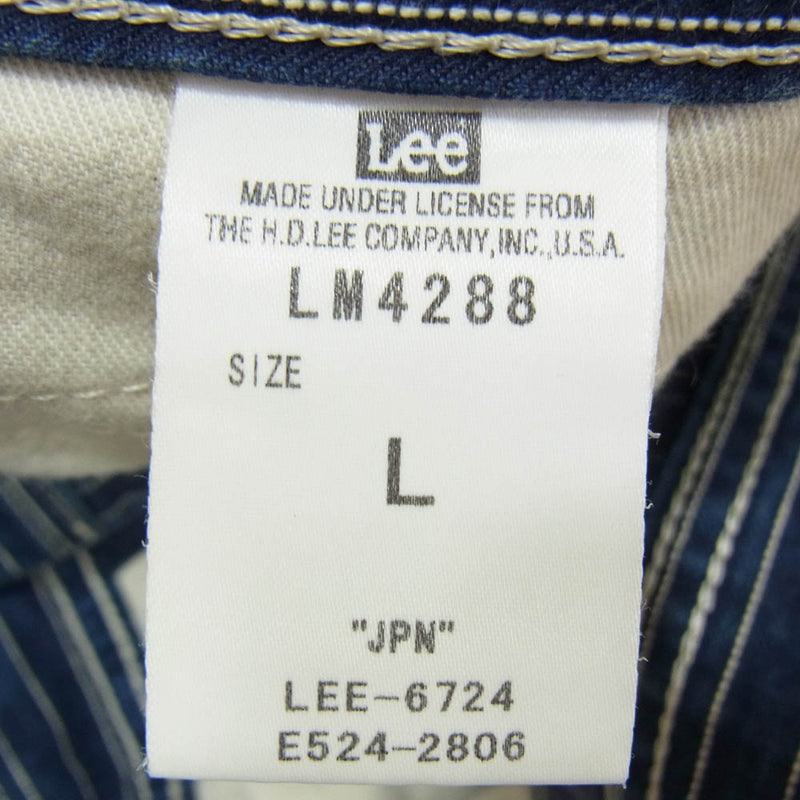 Lee
MADE UNDER LICENSE FROM
THE H.D.LEE COMPANY,INC.,U.S.A.
LM4288
SIZE
L
"JPN"
LEE-6724
E524-2806